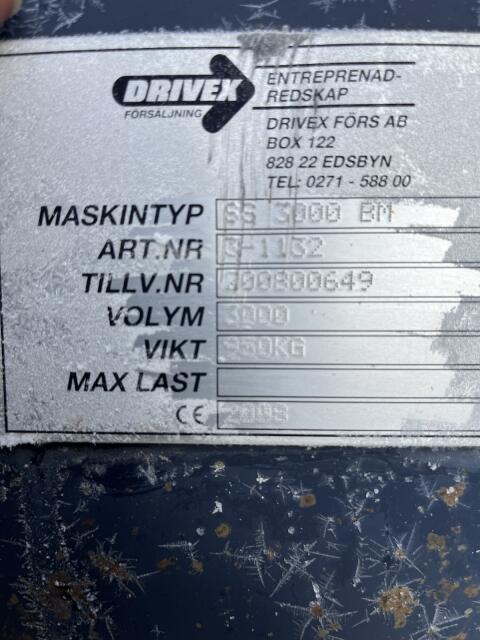 DRIVEX
FÖRSÄLJNING
ENTREPRENAD-
REDSKAP
DRIVEX FÖRS AB
BOX 122
828 22 EDSBYN
TEL: 0271 - 588 00
MASKINTYP SS 3000 BM
ART.NR 3-1132
TILLV.NR 200800649
VOLYM 3000
VIKT 950KG
MAX LAST
CE 2008